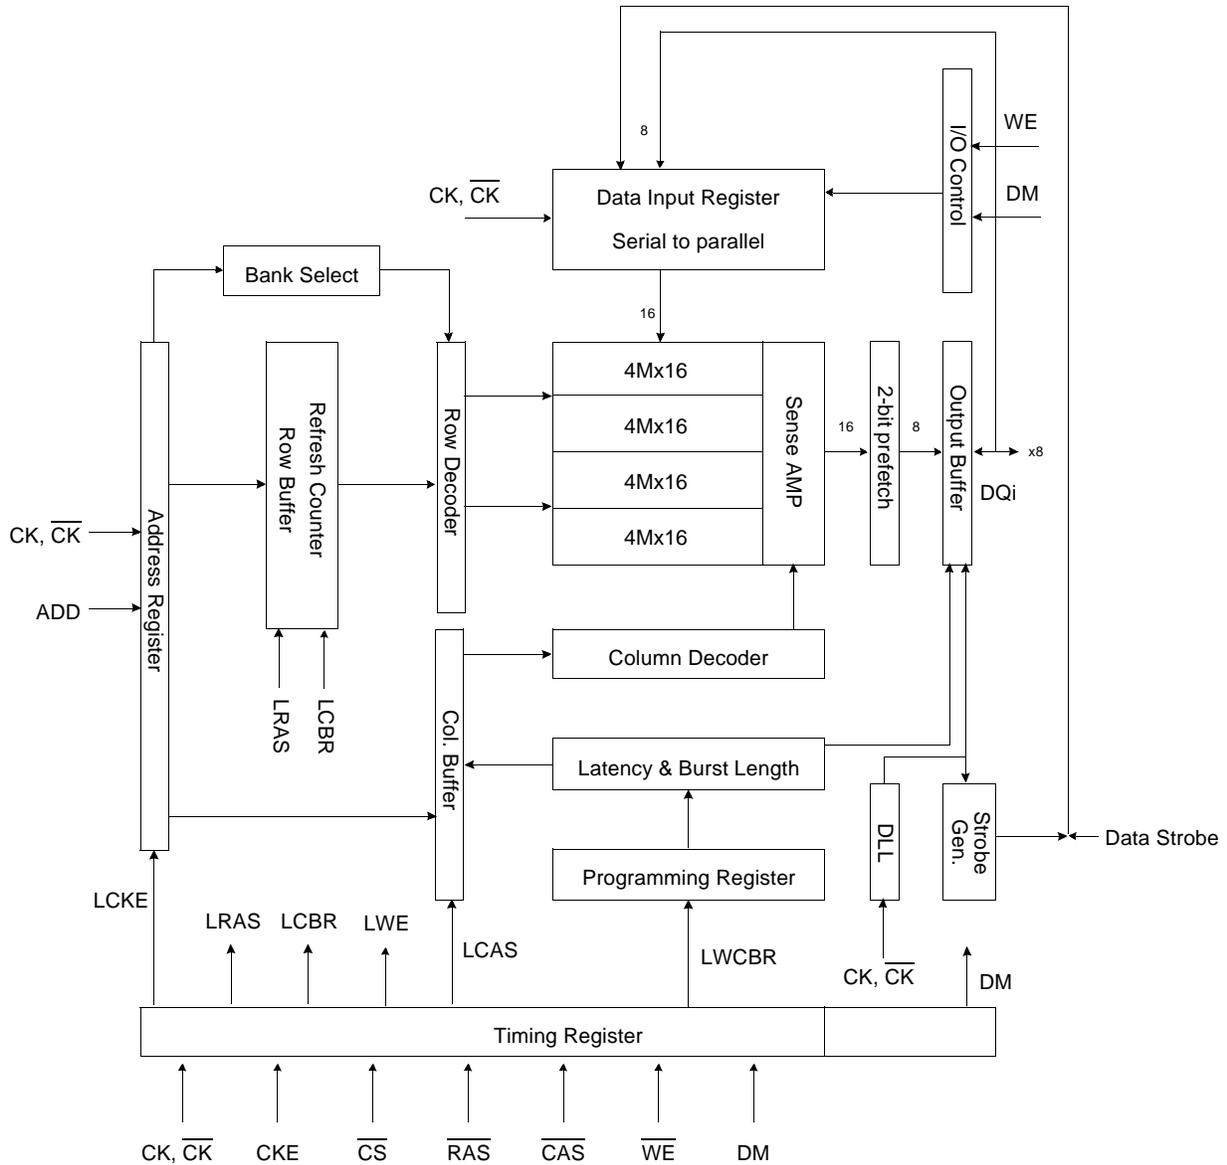 8
WE
I/O Control
CK, CK
Data Input Register
DM
Serial to parallel
Bank Select
16
4Mx16
4Mx16
4Mx16
4Mx16
Sense AMP
16
2-bit prefetch
8
Output Buffer
x8
DQi
Row Decoder
Refresh Counter
Row Buffer
Address Register
CK, CK
ADD
LRAS
LCBR
Col. Buffer
Column Decoder
Latency & Burst Length
DLL
Strobe
Gen.
Data Strobe
Programming Register
LCKE
LRAS
LCBR
LWE
LCAS
LWCBR
CK, CK
DM
Timing Register
CK, CK
CKE
CS
RAS
CAS
WE
DM